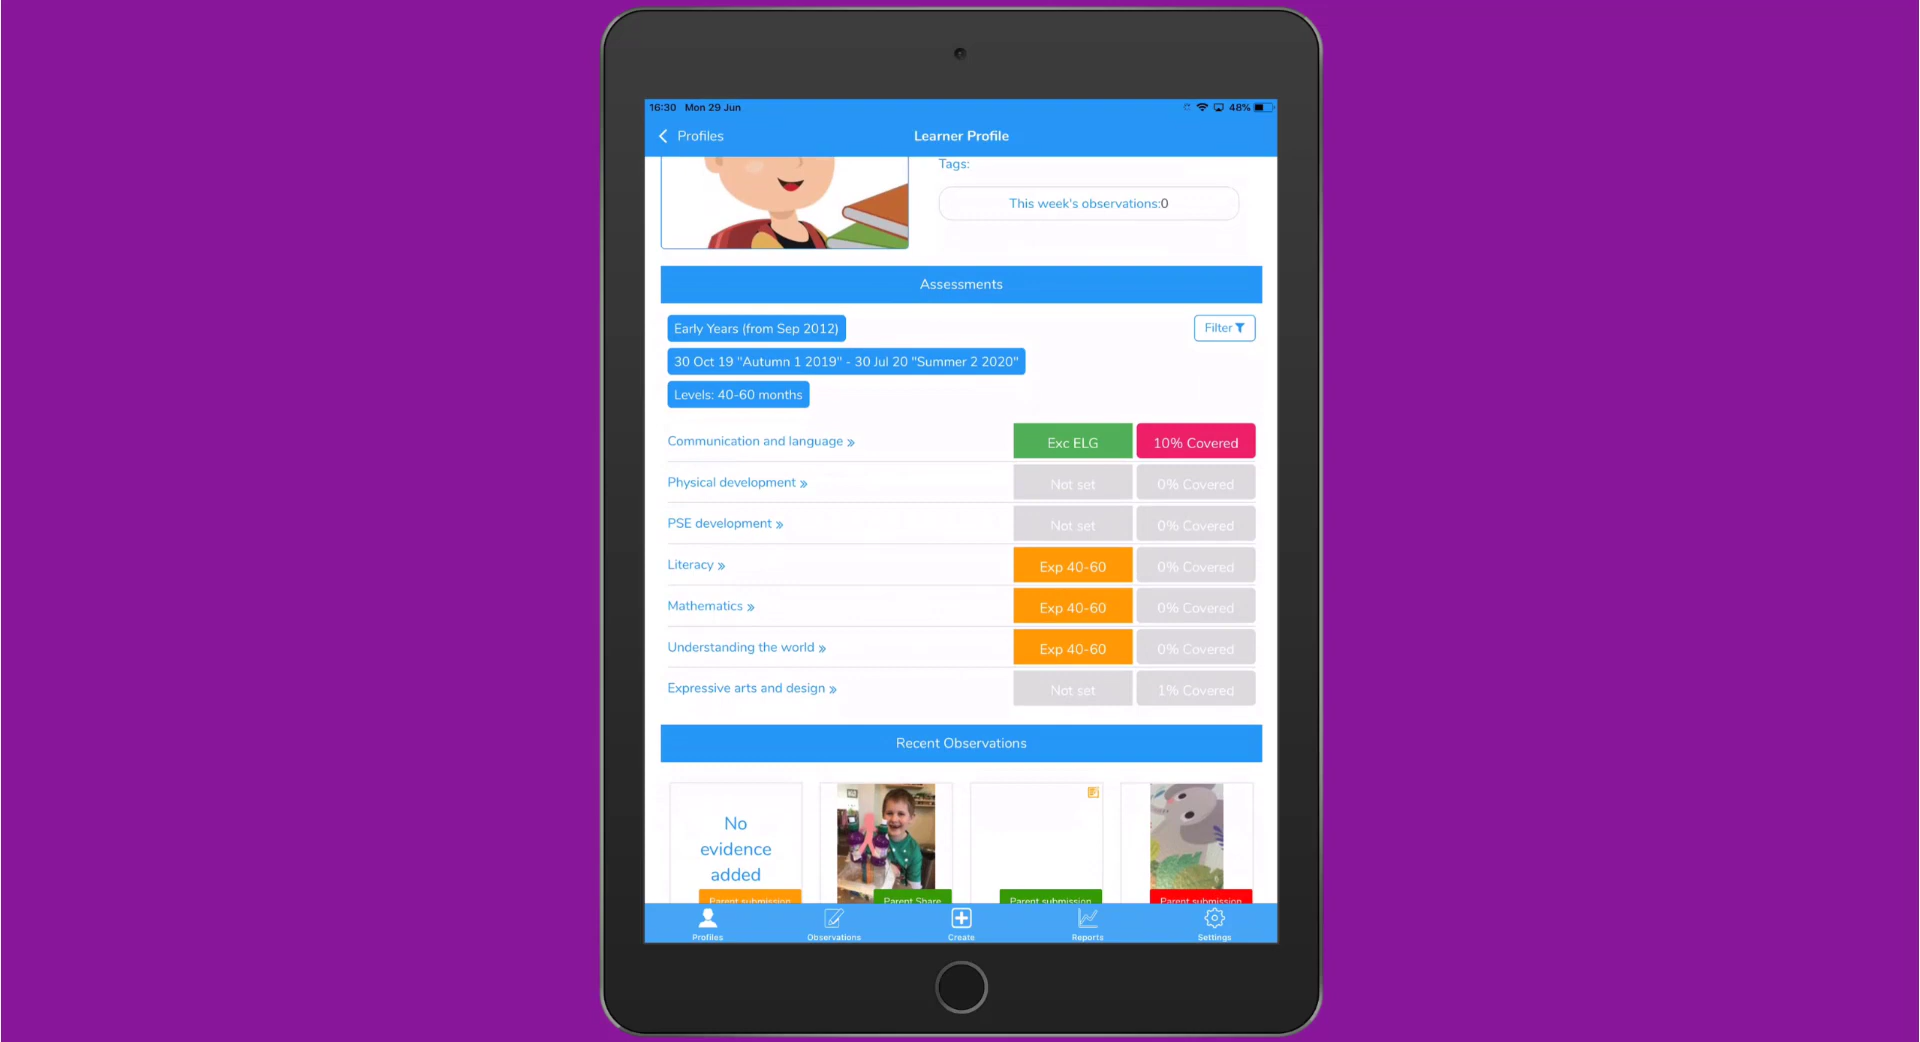 16:30 Mon 29 Jun 48%
Profiles Learner Profile
Tags:
This week's observations:0
Assessments
Early Years (from Sep 2012) Filter
30 Oct 19 "Autumn 1 2019" - 30 Jul 20 "Summer 2 2020"
Levels: 40-60 months
Communication and language » Exc ELG 10% Covered
Physical development » Not set 0% Covered
PSE development » Not set 0% Covered
Literacy » Exp 40-60 0% Covered
Mathematics » Exp 40-60 0% Covered
Understanding the world » Exp 40-60 0% Covered
Expressive arts and design » Not set 1% Covered
Recent Observations
No
evidence
added
Parent submission Parent Share Parent submission Parent submission
Profiles Observations Create Reports Settings